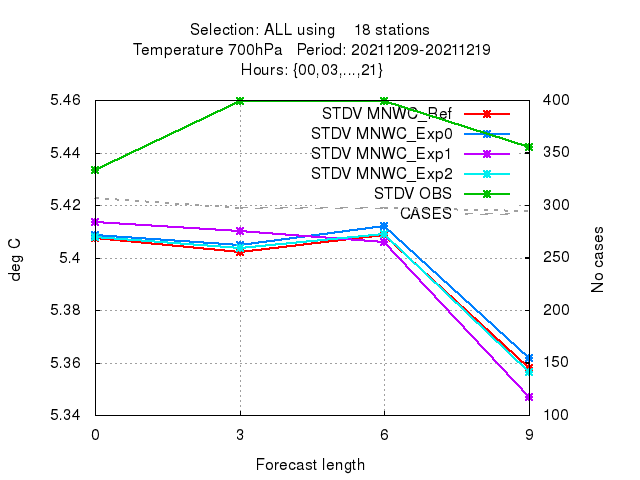 Selection: ALL using 18 stations
Temperature 700hPa Period: 20211209-20211219
Hours: {00,03,...,21}
5.46
5.44
5.42
5.4
5.38
5.36
5.34
400
350
300
250
200
150
100
STDV MNWC_Ref
STDV MNWC_Exp0
STDV MNWC_Exp1
STDV MNWC_Exp2
STDV OBS
CASES
deg C
No cases
0 3 6 9
Forecast length